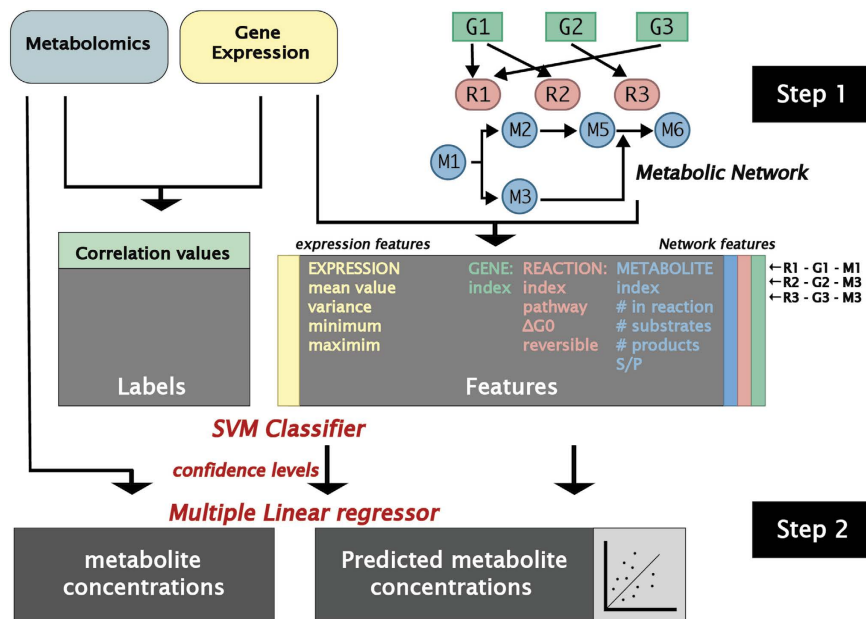 Metabolomics
Gene
Expression
G1
G2
G3
R1
R2
R3
Step 1
M1
M2
M5
M6
M3
Metabolic Network
Correlation values
Labels
expression features
Network features
EXPRESSION
mean value
variance
minimum
maximim
GENE:
index
REACTION:
index
pathway
ΔG0
reversible
METABOLITE
index
# in reaction
# substrates
# products
S/P
Features
←R1 - G1 - M1
←R2 - G2 - M3
←R3 - G3 - M3
SVM Classifier
confidence levels
Multiple Linear regressor
Step 2
metabolite
concentrations
Predicted metabolite
concentrations